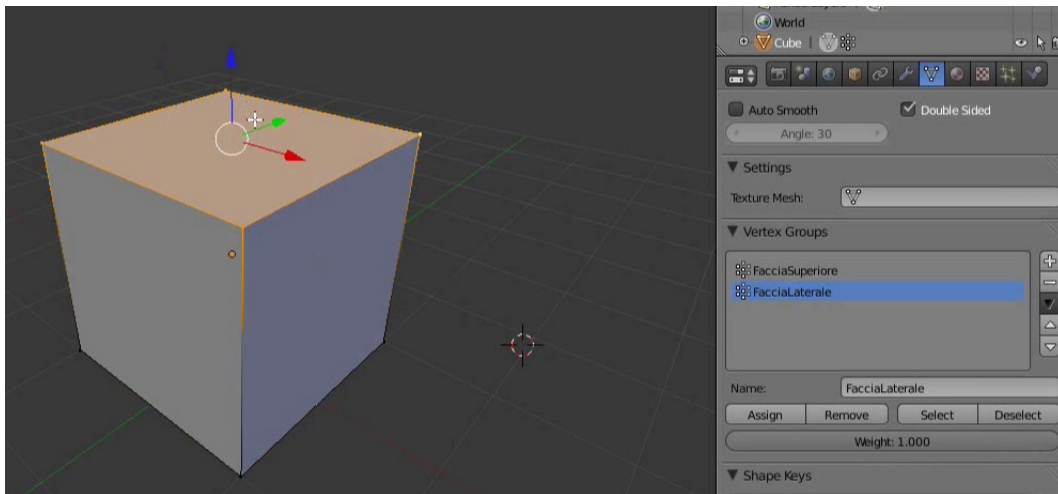 World
Cube
Auto Smooth
Double Sided
Angle: 30
Settings
Texture Mesh:
Vertex Groups
FacciaSuperiore
FacciaLaterale
Name:
FacciaLaterale
Assign
Remove
Select
Deselect
Weight: 1.000
Shape Keys